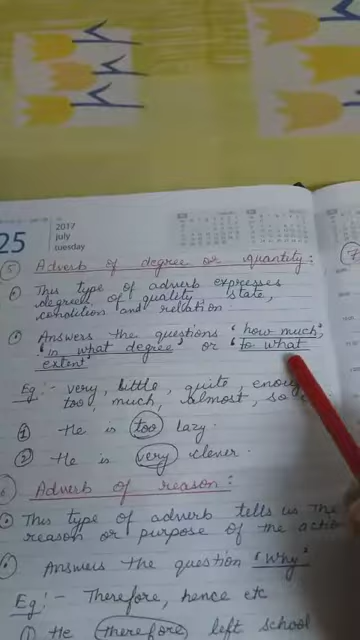 25
2017
july
tuesday
7
5 Adverb of degree or quantity:
This type of adverb expresses
degree of quality, state,
condition and relation.
Answers the questions 'how much'
'in what degree' or 'to what
extent'
Eg:- very, little, quite,
too, much, almost, so
1 He is too lazy.
2 He is very clever.
6 Adverb of reason:
This type of adverb tells us the
reason or purpose of the
Answers the question 'Why'
Eg:- Therefore, hence etc
1 He therefore left school